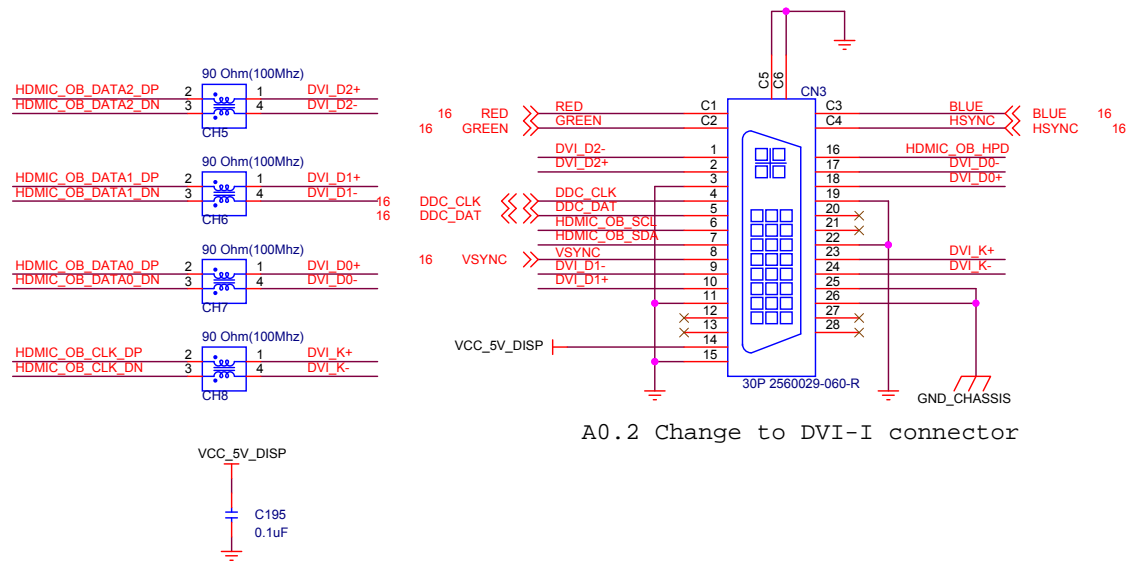 90 Ohm(100Mhz)
HDMIC_OB_DATA2_DP 2 1 DVI_D2+
HDMIC_OB_DATA2_DN 3 4 DVI_D2-
CH5
90 Ohm(100Mhz)
HDMIC_OB_DATA1_DP 2 1 DVI_D1+
HDMIC_OB_DATA1_DN 3 4 DVI_D1-
CH6
90 Ohm(100Mhz)
HDMIC_OB_DATA0_DP 2 1 DVI_D0+
HDMIC_OB_DATA0_DN 3 4 DVI_D0-
CH7
90 Ohm(100Mhz)
HDMIC_OB_CLK_DP 2 1 DVI_K+
HDMIC_OB_CLK_DN 3 4 DVI_K-
CH8
VCC_5V_DISP
C195
0.1uF
C5 C6
CN3
16 RED RED C1 C3 BLUE BLUE 16
16 GREEN GREEN C2 C4 HSYNC HSYNC 16
DVI_D2- 1 16 HDMIC_OB_HPD
DVI_D2+ 2 17 DVI_D0-
3 18 DVI_D0+
16 DDC_CLK DDC_CLK 4 19
16 DDC_DAT DDC_DAT 5 20
HDMIC_OB_SCL 6 21
HDMIC_OB_SDA 7 22
16 VSYNC VSYNC 8 23 DVI_K+
DVI_D1- 9 24 DVI_K-
DVI_D1+ 10 25
11 26
12 27
13 28
VCC_5V_DISP 14
15
30P 2560029-060-R
GND_CHASSIS
A0.2 Change to DVI-I connector